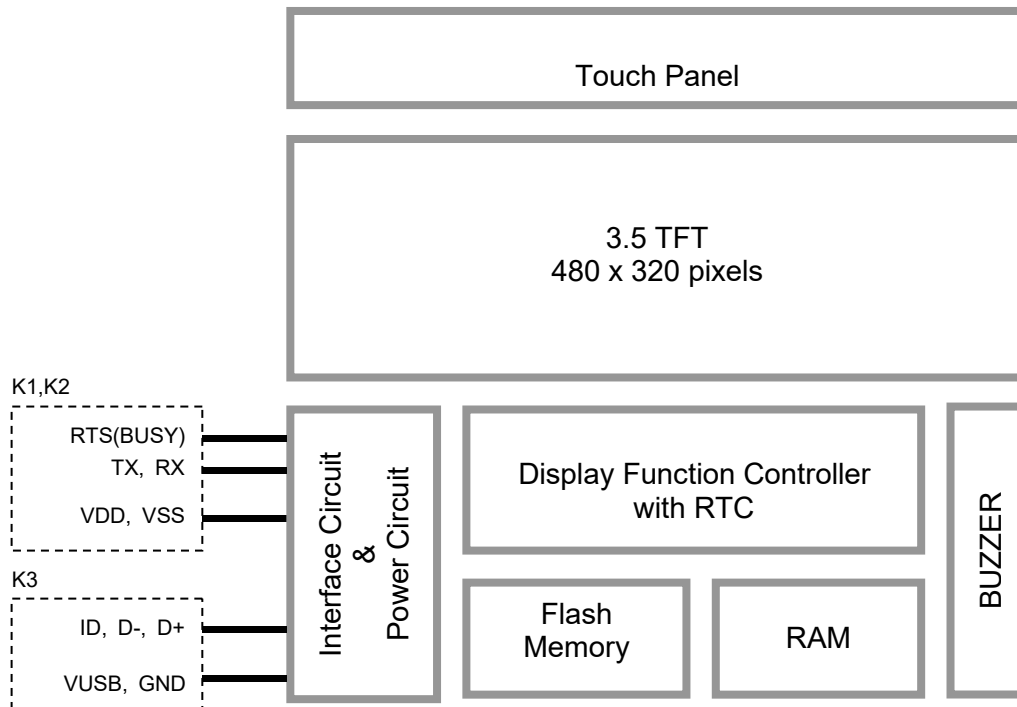 Touch Panel
3.5 TFT
480 x 320 pixels
K1,K2
RTS(BUSY)
TX, RX
VDD, VSS
K3
ID, D-, D+
VUSB, GND
Interface Circuit
&
Power Circuit
Display Function Controller
with RTC
Flash
Memory
RAM
BUZZER